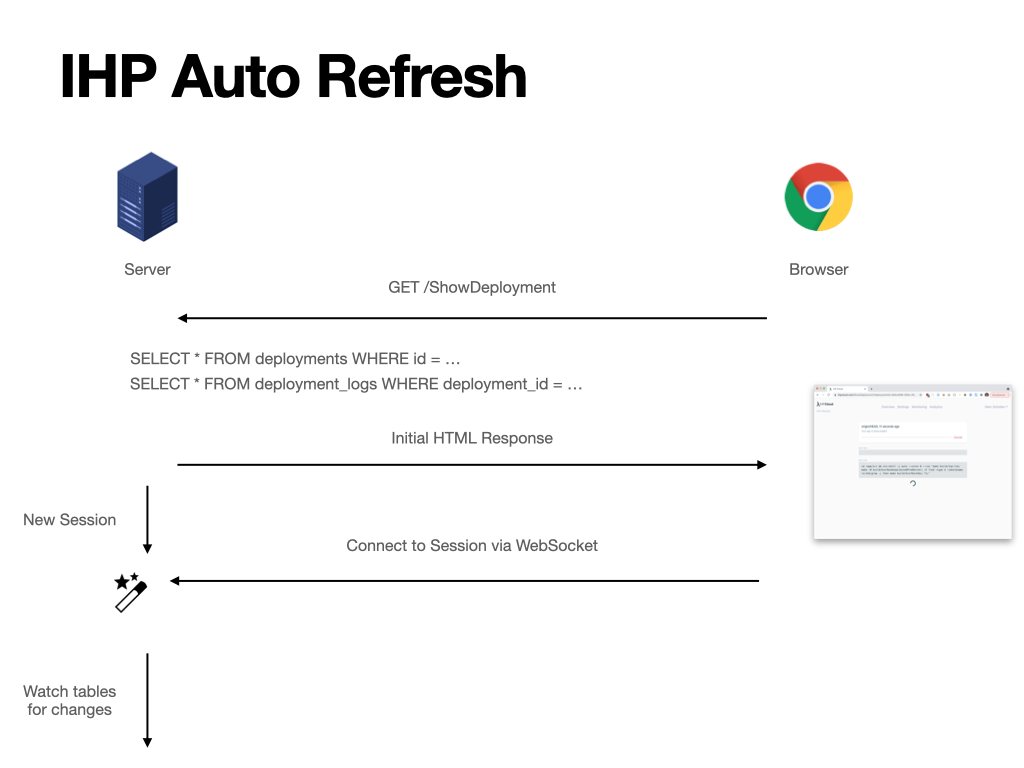 IHP Auto Refresh
Server
Browser
GET /ShowDeployment
SELECT * FROM deployments WHERE id = …
SELECT * FROM deployment_logs WHERE deployment_id = …
Initial HTML Response
New Session
Connect to Session via WebSocket
Watch tables
for changes